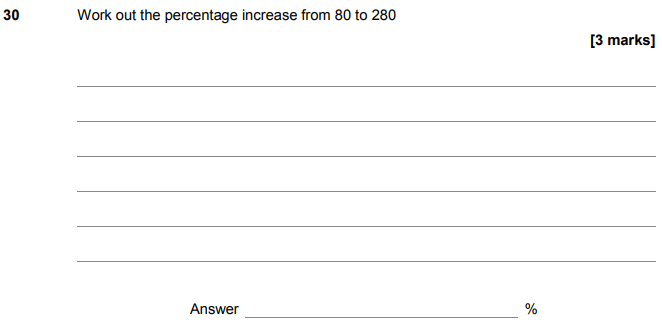 30 Work out the percentage increase from 80 to 280
[3 marks]
Answer %